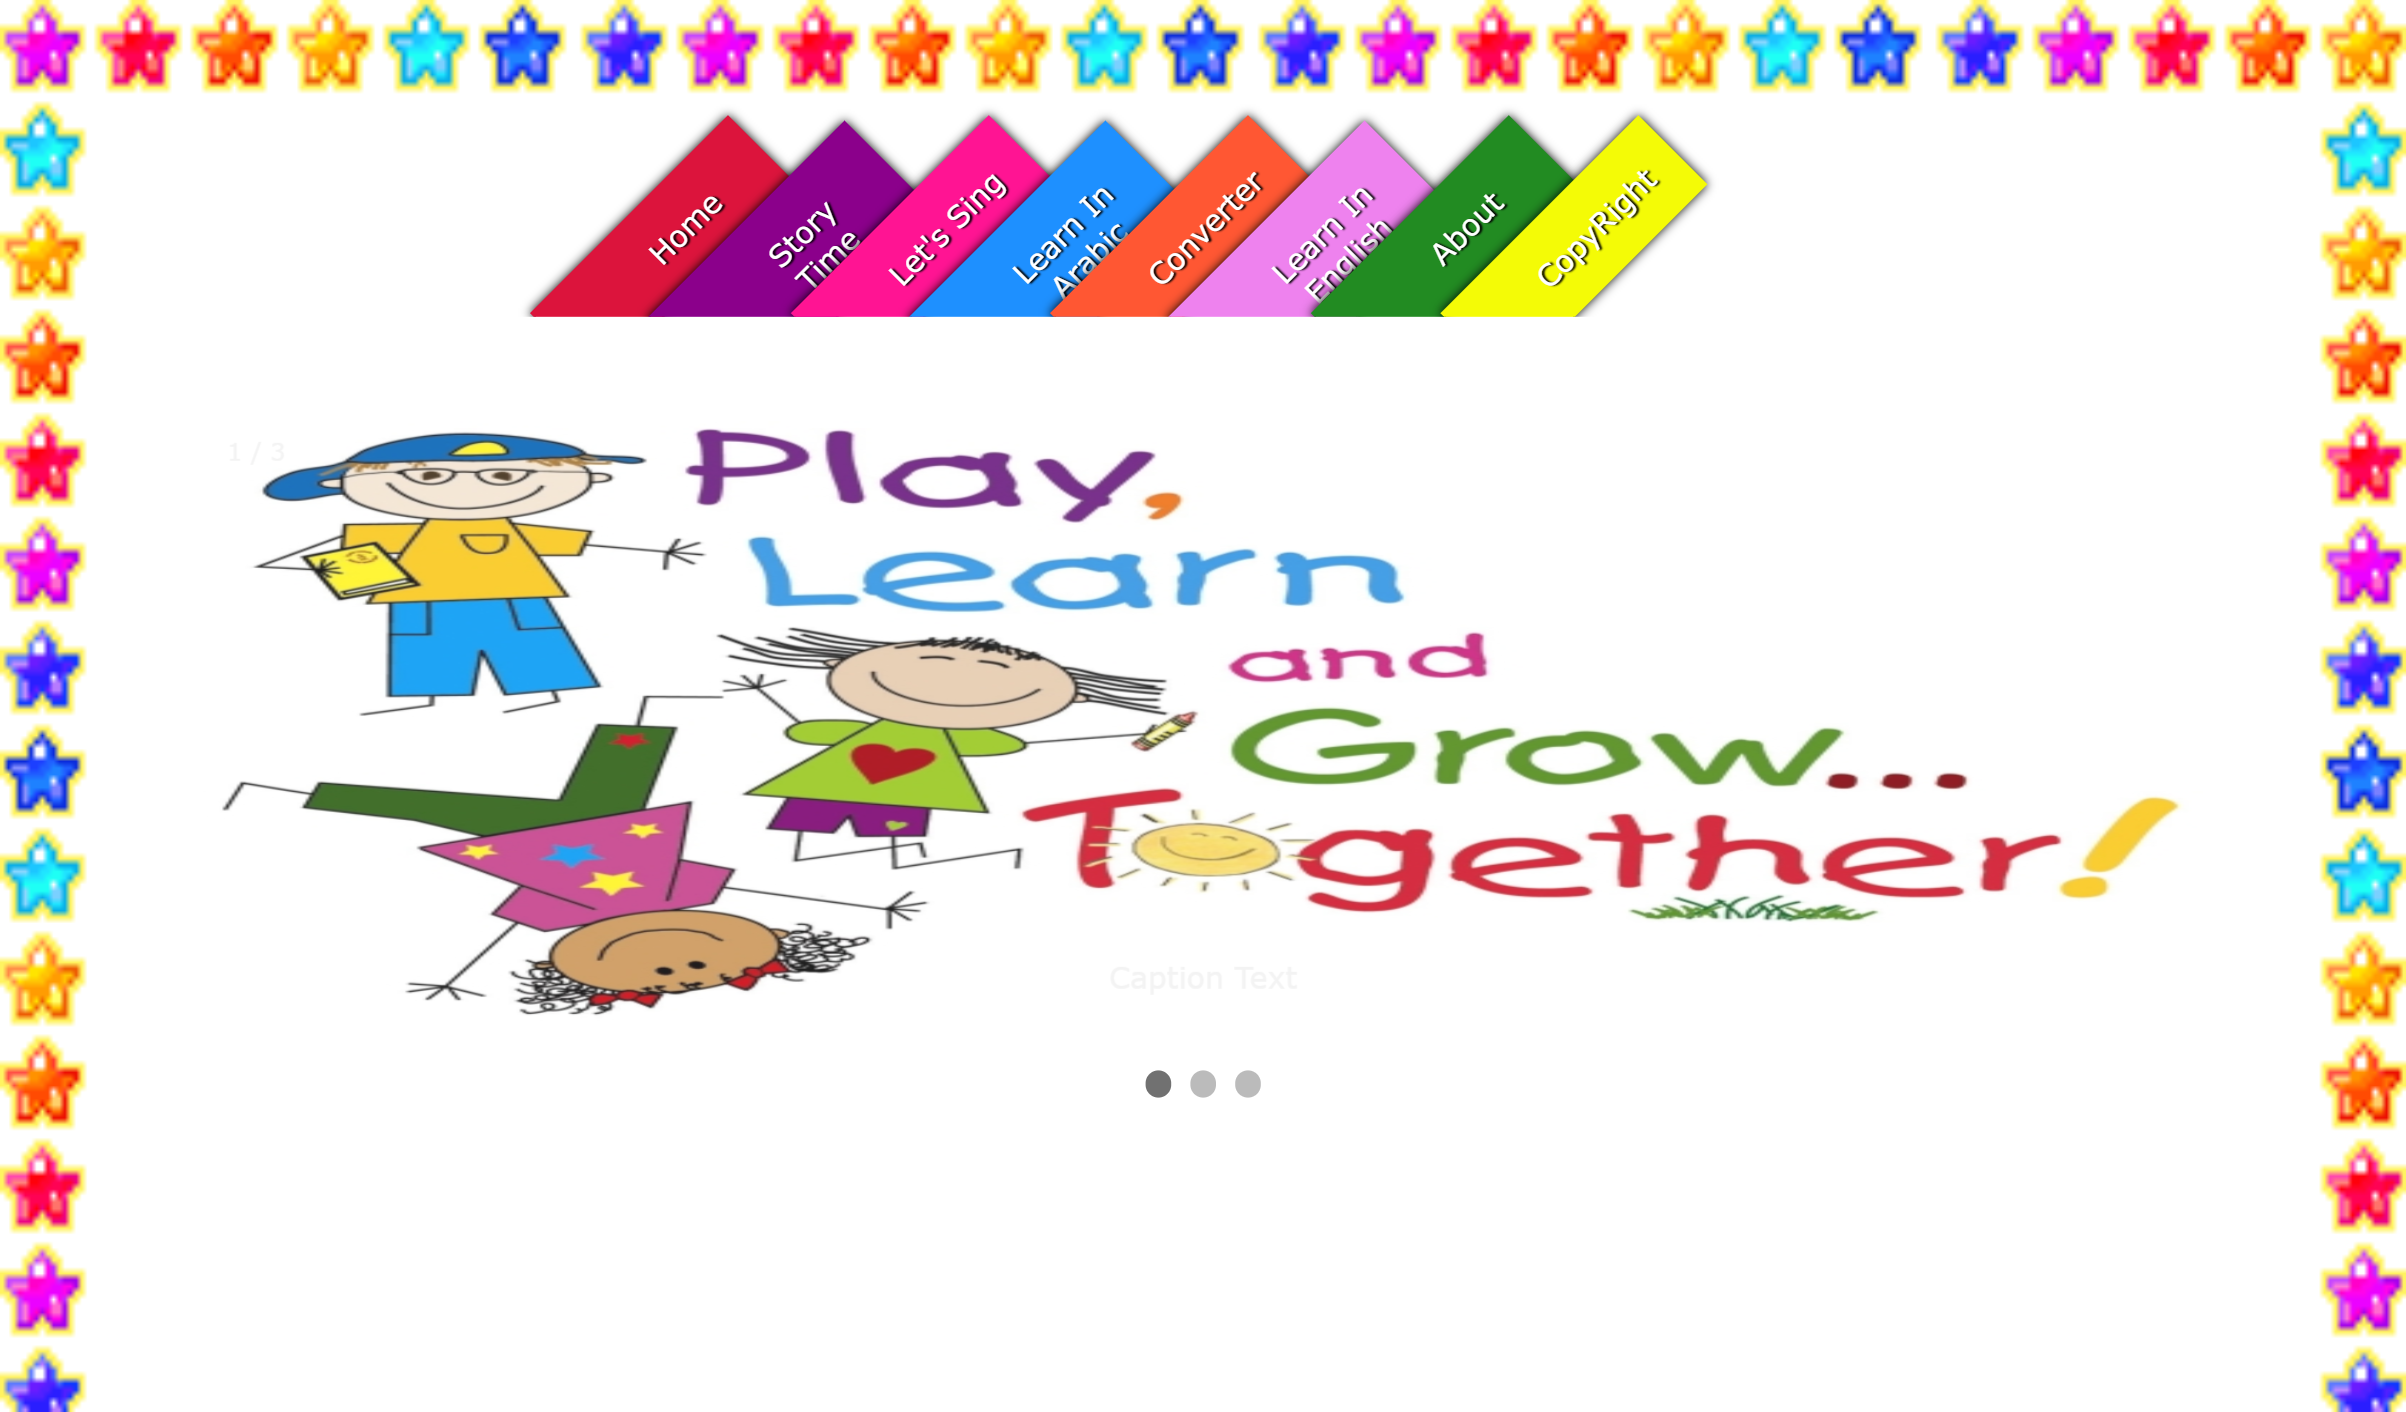 Home
Story
Time
Let's Sing
Learn In
Arabic
Converter
Learn In
English
About
CopyRight
1 / 3
Play,
Learn
and
Grow...
Together!
Caption Text